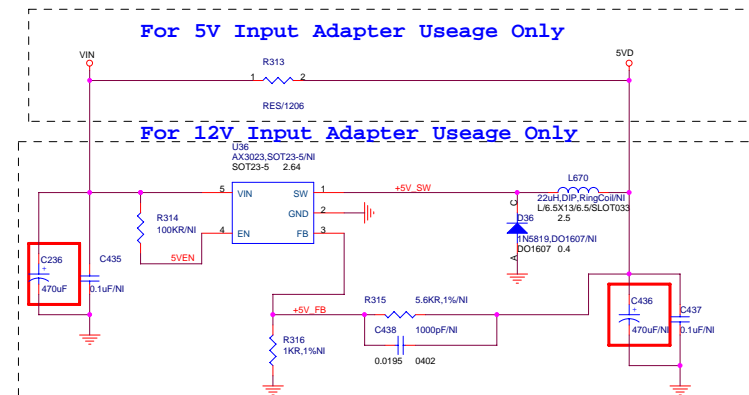 For 5V Input Adapter Useage Only
VIN
5VD
R313
1
2
RES/1206
For 12V Input Adapter Useage Only
U36
AX3023,SOT23-5/NI
SOT23-5 2.64
5 VIN SW 1
GND 2
4 EN FB 3
+5V_SW
L670
22uH,DIP,RingCoil/NI
L/6.5X13/6.5/SLOT033
2.5
C
D36
1N5819,DO1607/NI
DO1607 0.4
A
R314
100KR/NI
5VEN
C236
+
470uF
C435
0.1uF/NI
+5V_FB
R315
5.6KR,1%/NI
C438
1000pF/NI
0.0195 0402
R316
1KR,1%NI
C436
+
470uF/NI
C437
0.1uF/NI